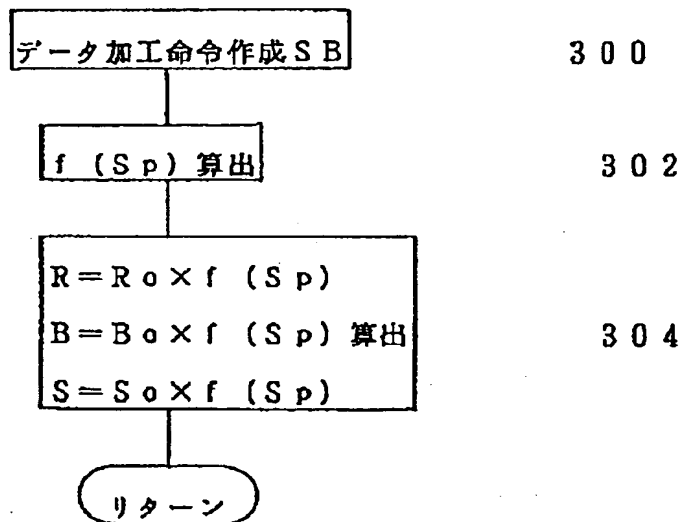 データ加工命令作成SB 300
f (Sp) 算出 302
R=Ro×f (Sp)
B=Bo×f (Sp) 算出 304
S=So×f (Sp)
リターン